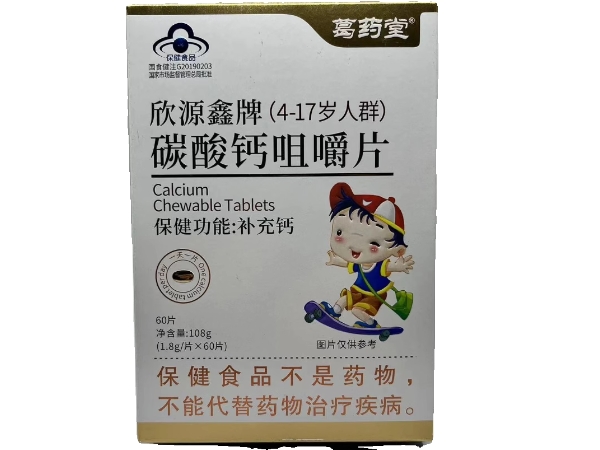 葛药堂®
保健食品
国食健注G20190203
国家市场监督管理总局批准
欣源鑫牌(4-17岁人群)
碳酸钙咀嚼片
Calcium
Chewable Tablets
保健功能:补充钙
一天一片
One calcium tablet per day
60片
净含量:108g
(1.8g/片×60片)
图片仅供参考
保健食品不是药物，
不能代替药物治疗疾病。